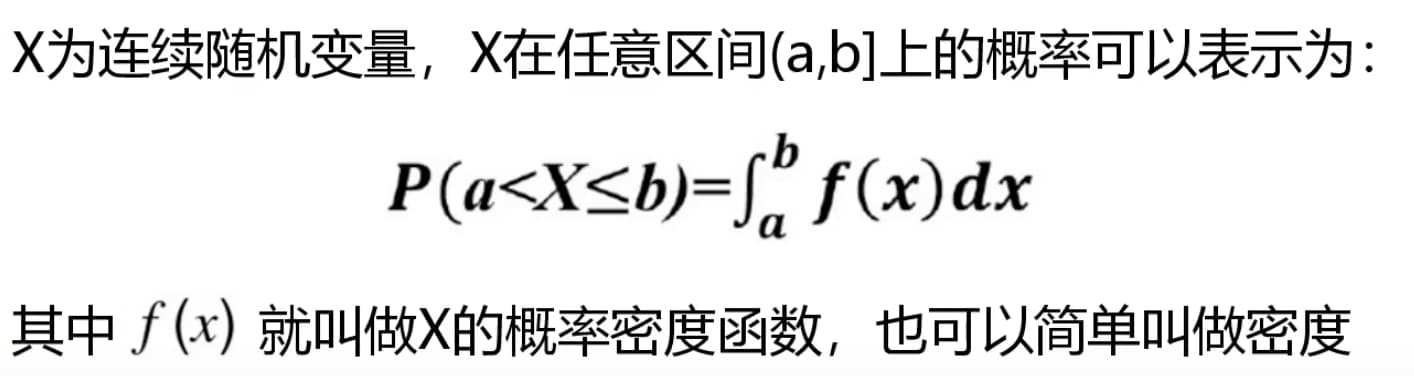 X为连续随机变量，X在任意区间(a,b]上的概率可以表示为：
P(a<X≤b)=∫ₐᵇ f(x)dx
其中 f(x) 就叫做X的概率密度函数，也可以简单叫做密度